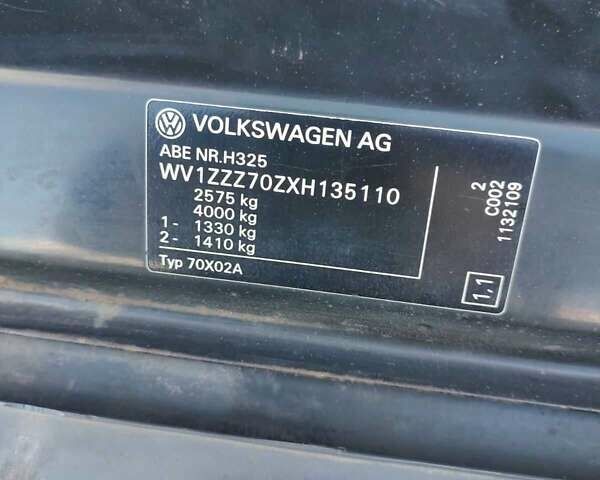 VOLKSWAGEN AG
ABE NR.H325
WV1ZZZ70ZXH135110
2575 kg
4000 kg
1- 1330 kg
2- 1410 kg
Typ 70X02A
2
C002
1132109
1.1